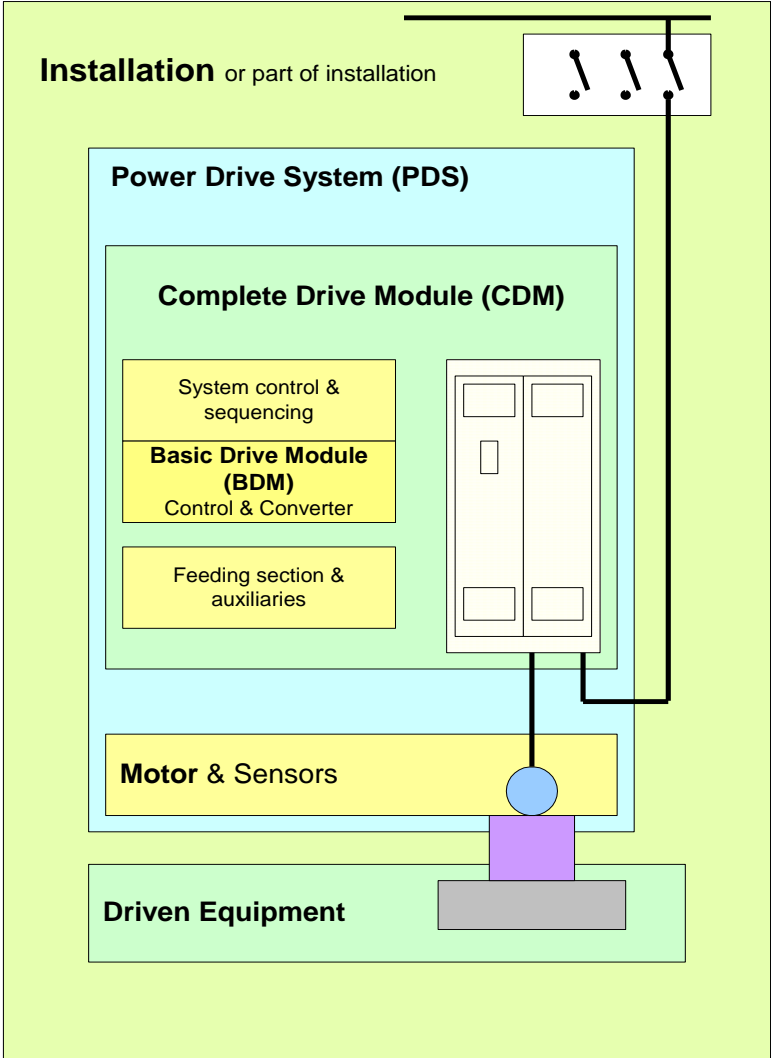 Installation or part of installation
Power Drive System (PDS)
Complete Drive Module (CDM)
System control &
sequencing
Basic Drive Module
(BDM)
Control & Converter
Feeding section &
auxiliaries
Motor & Sensors
Driven Equipment